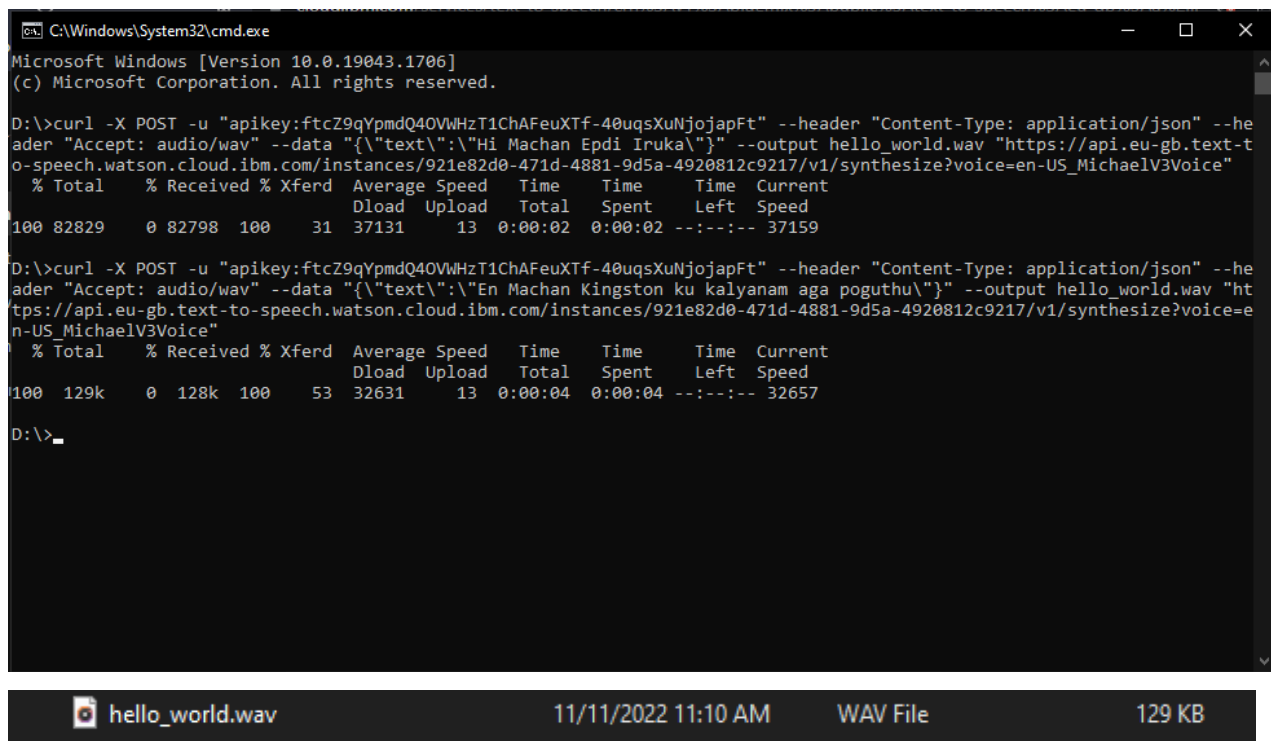 C:\Windows\System32\cmd.exe
Microsoft Windows [Version 10.0.19043.1706]
(c) Microsoft Corporation. All rights reserved.
D:\>curl -X POST -u "apikey:ftcZ9qYpmdQ4OVWHzT1ChAFeuXTf-40uqsXuNjojapFt" --header "Content-Type: application/json" --he
ader "Accept: audio/wav" --data "{\"text\":\"Hi Machan Epdi Iruka\"}" --output hello_world.wav "https://api.eu-gb.text-t
o-speech.watson.cloud.ibm.com/instances/921e82d0-471d-4881-9d5a-4920812c9217/v1/synthesize?voice=en-US_MichaelV3Voice"
% Total % Received % Xferd Average Speed Time Time Time Current
Dload Upload Total Spent Left Speed
100 82829 0 82798 100 31 37131 13 0:00:02 0:00:02 --:--:-- 37159
D:\>curl -X POST -u "apikey:ftcZ9qYpmdQ4OVWHzT1ChAFeuXTf-40uqsXuNjojapFt" --header "Content-Type: application/json" --he
ader "Accept: audio/wav" --data "{\"text\":\"En Machan Kingston ku kalyanam aga poguthu\"}" --output hello_world.wav "ht
tps://api.eu-gb.text-to-speech.watson.cloud.ibm.com/instances/921e82d0-471d-4881-9d5a-4920812c9217/v1/synthesize?voice=e
n-US_MichaelV3Voice"
% Total % Received % Xferd Average Speed Time Time Time Current
Dload Upload Total Spent Left Speed
100 129k 0 128k 100 53 32631 13 0:00:04 0:00:04 --:--:-- 32657
D:\>
hello_world.wav 11/11/2022 11:10 AM WAV File 129 KB